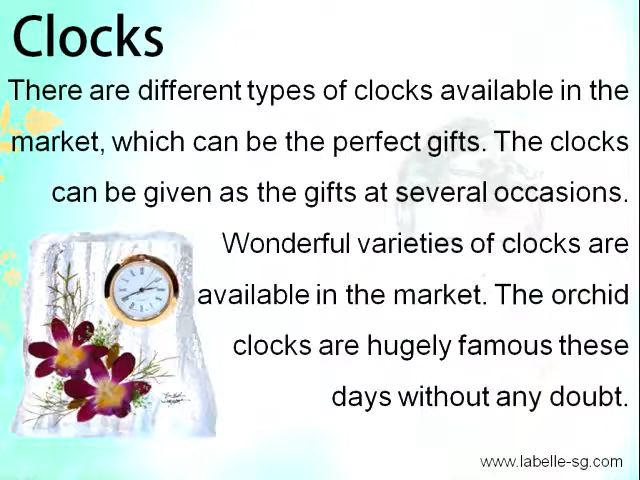 Clocks
There are different types of clocks available in the
market, which can be the perfect gifts. The clocks
can be given as the gifts at several occasions.
Wonderful varieties of clocks are
available in the market. The orchid
clocks are hugely famous these
days without any doubt.
www.labelle-sg.com